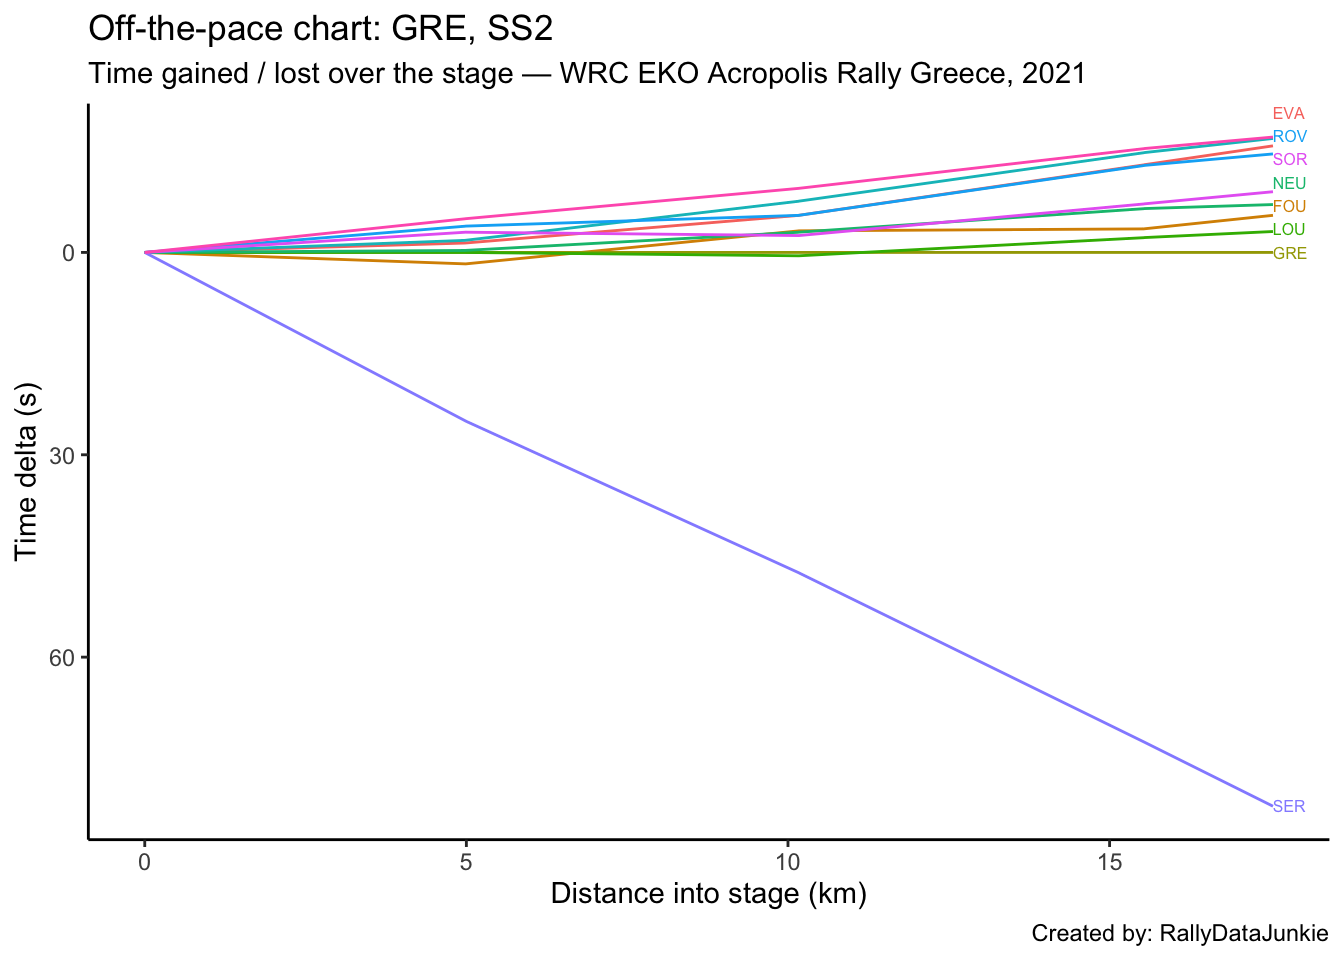 Off-the-pace chart: GRE, SS2
Time gained / lost over the stage — WRC EKO Acropolis Rally Greece, 2021
EVA
ROV
SOR
NEU
FOU
LOU
GRE
SER
0
30
60
Time delta (s)
0 5 10 15
Distance into stage (km)
Created by: RallyDataJunkie